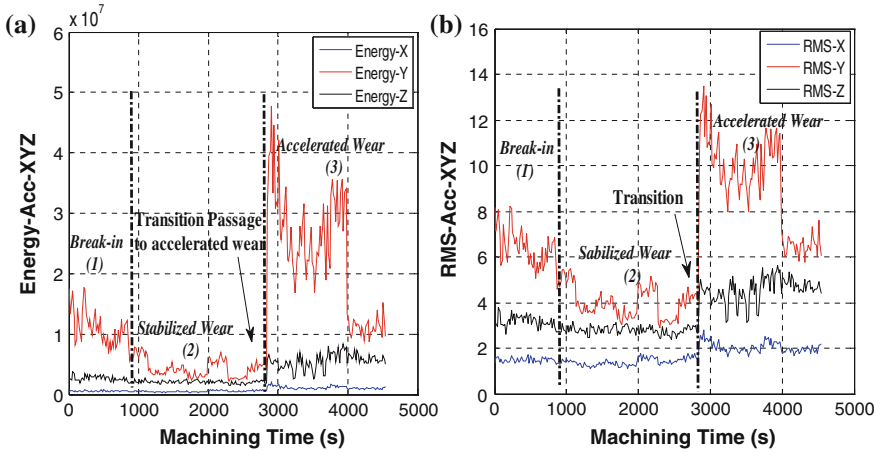 (a)
x 10^7
6
5
4
3
2
1
0
Energy-Acc-XYZ
Energy-X
Energy-Y
Energy-Z
Break-in
(1)
Stabilized Wear
(2)
Transition Passage
to accelerated wear
Accelerated Wear
(3)
0 1000 2000 3000 4000 5000
Machining Time (s)
(b)
16
14
12
10
8
6
4
2
0
RMS-Acc-XYZ
RMS-X
RMS-Y
RMS-Z
Break-in
(1)
Sabilized Wear
(2)
Transition
Accelerated Wear
(3)
0 1000 2000 3000 4000 5000
Machining Time (s)